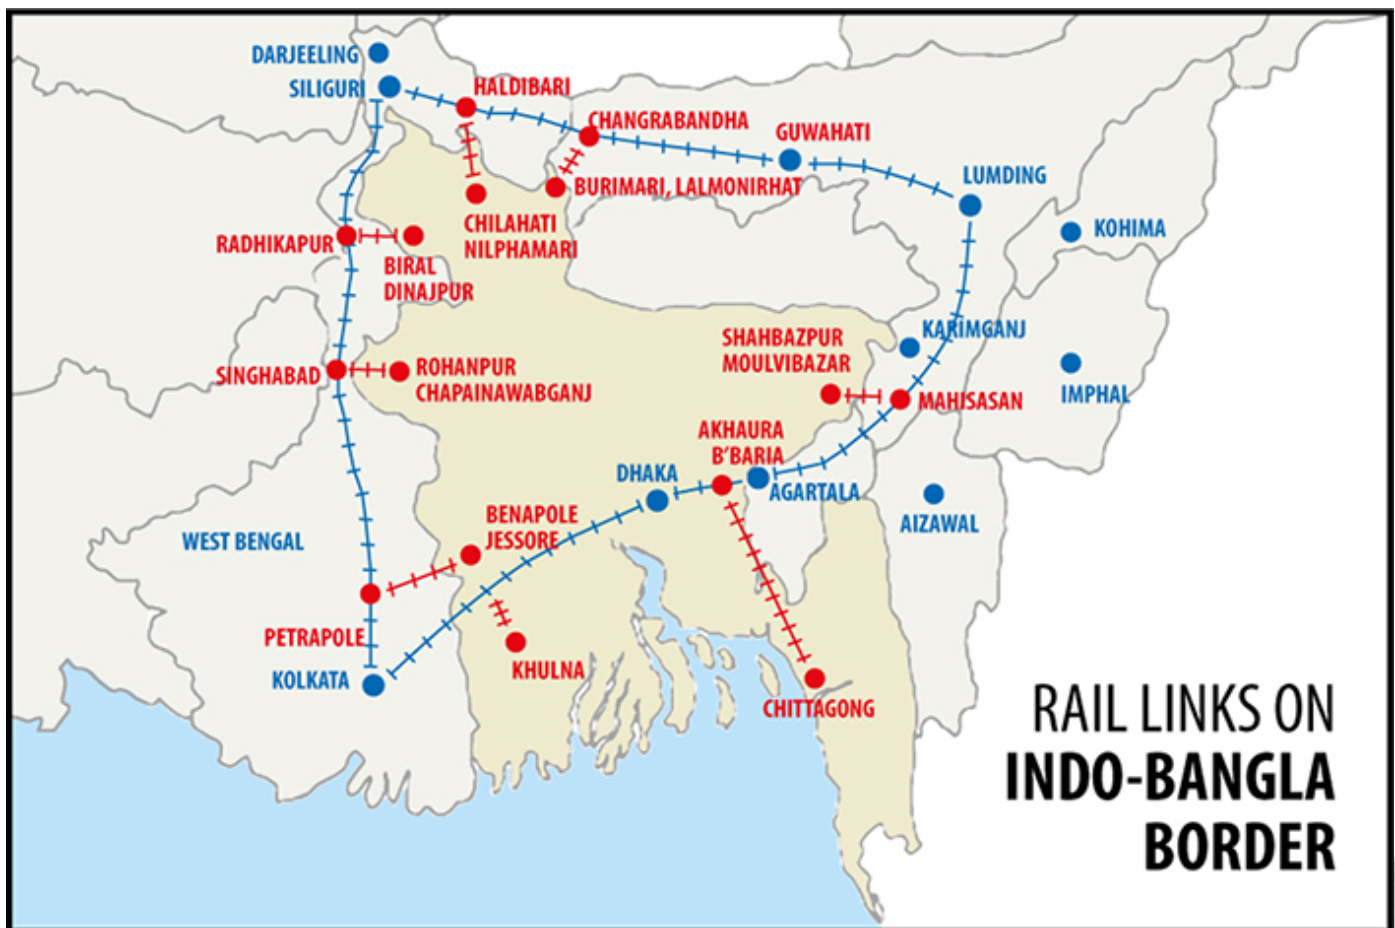 DARJEELING
SILIGURI
HALDIBARI
CHANGRABANDHA
GUWAHATI
LUMDING
BURIMARI, LALMONIRHAT
CHILAHATI
NILPHAMARI
KOHIMA
RADHIKAPUR
BIRAL
DINAJPUR
KARIMGANJ
SHAHBAZPUR
MOULVIBAZAR
SINGHABAD
ROHANPUR
CHAPAINAWABGANJ
IMPHAL
MAHISASAN
AKHAURA
B'BARIA
DHAKA
AGARTALA
AIZAWAL
BENAPOLE
JESSORE
WEST BENGAL
PETRAPOLE
KOLKATA
KHULNA
CHITTAGONG
RAIL LINKS ON
INDO-BANGLA
BORDER